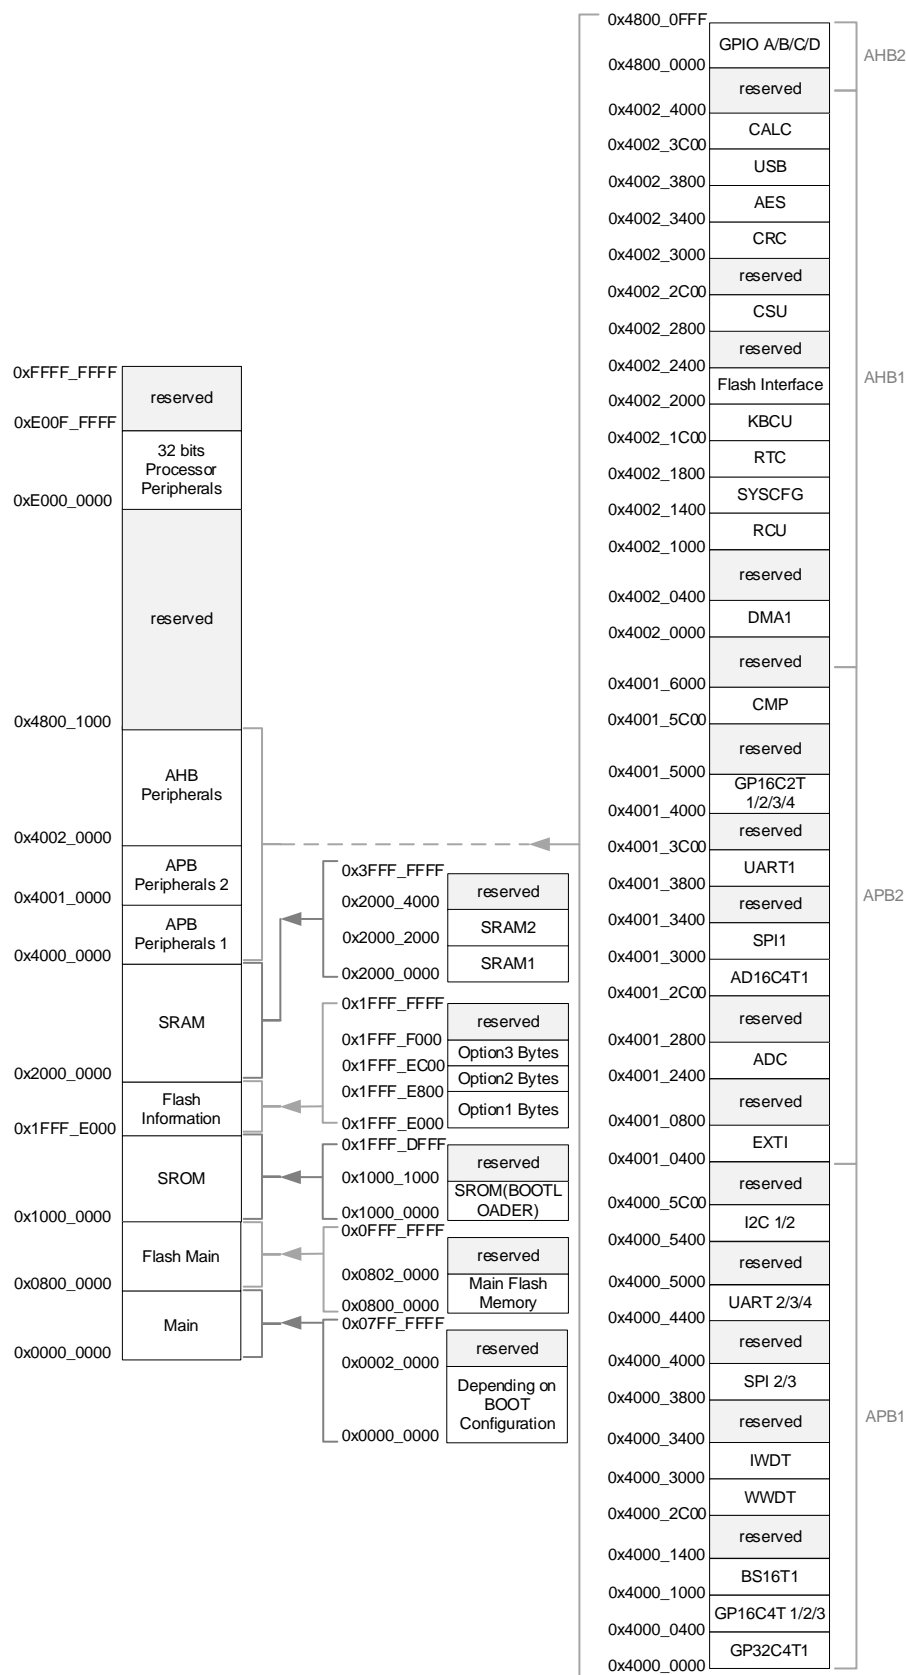 0xFFFF_FFFF
reserved
0xE00F_FFFF
32 bits
Processor
Peripherals
0xE000_0000
reserved
0x4800_1000
AHB
Peripherals
0x4002_0000
APB
Peripherals 2
0x4001_0000
APB
Peripherals 1
0x4000_0000
SRAM
0x2000_0000
Flash
Information
0x1FFF_E000
SROM
0x1000_0000
Flash Main
0x0800_0000
Main
0x0000_0000
0x3FFF_FFFF
reserved
0x2000_4000
SRAM2
0x2000_2000
SRAM1
0x2000_0000
0x1FFF_FFFF
reserved
0x1FFF_F000
Option3 Bytes
0x1FFF_EC00
Option2 Bytes
0x1FFF_E800
Option1 Bytes
0x1FFF_E000
0x1FFF_DFFF
reserved
0x1000_1000
SROM(BOOTL
OADER)
0x1000_0000
0x0FFF_FFFF
reserved
0x0802_0000
Main Flash
Memory
0x0800_0000
0x07FF_FFFF
reserved
0x0002_0000
Depending on
BOOT
Configuration
0x0000_0000
0x4800_0FFF
GPIO A/B/C/D
0x4800_0000
reserved
0x4002_4000
CALC
0x4002_3C00
USB
0x4002_3800
AES
0x4002_3400
CRC
0x4002_3000
reserved
0x4002_2C00
CSU
0x4002_2800
reserved
0x4002_2400
Flash Interface
0x4002_2000
KBCU
0x4002_1C00
RTC
0x4002_1800
SYSCFG
0x4002_1400
RCU
0x4002_1000
reserved
0x4002_0400
DMA1
0x4002_0000
reserved
0x4001_6000
CMP
0x4001_5C00
reserved
0x4001_5000
GP16C2T
1/2/3/4
0x4001_4000
reserved
0x4001_3C00
UART1
0x4001_3800
reserved
0x4001_3400
SPI1
0x4001_3000
AD16C4T1
0x4001_2C00
reserved
0x4001_2800
ADC
0x4001_2400
reserved
0x4001_0800
EXTI
0x4001_0400
reserved
0x4000_5C00
I2C 1/2
0x4000_5400
reserved
0x4000_5000
UART 2/3/4
0x4000_4400
reserved
0x4000_4000
SPI 2/3
0x4000_3800
reserved
0x4000_3400
IWDT
0x4000_3000
WWDT
0x4000_2C00
reserved
0x4000_1400
BS16T1
0x4000_1000
GP16C4T 1/2/3
0x4000_0400
GP32C4T1
0x4000_0000
AHB2
AHB1
APB2
APB1